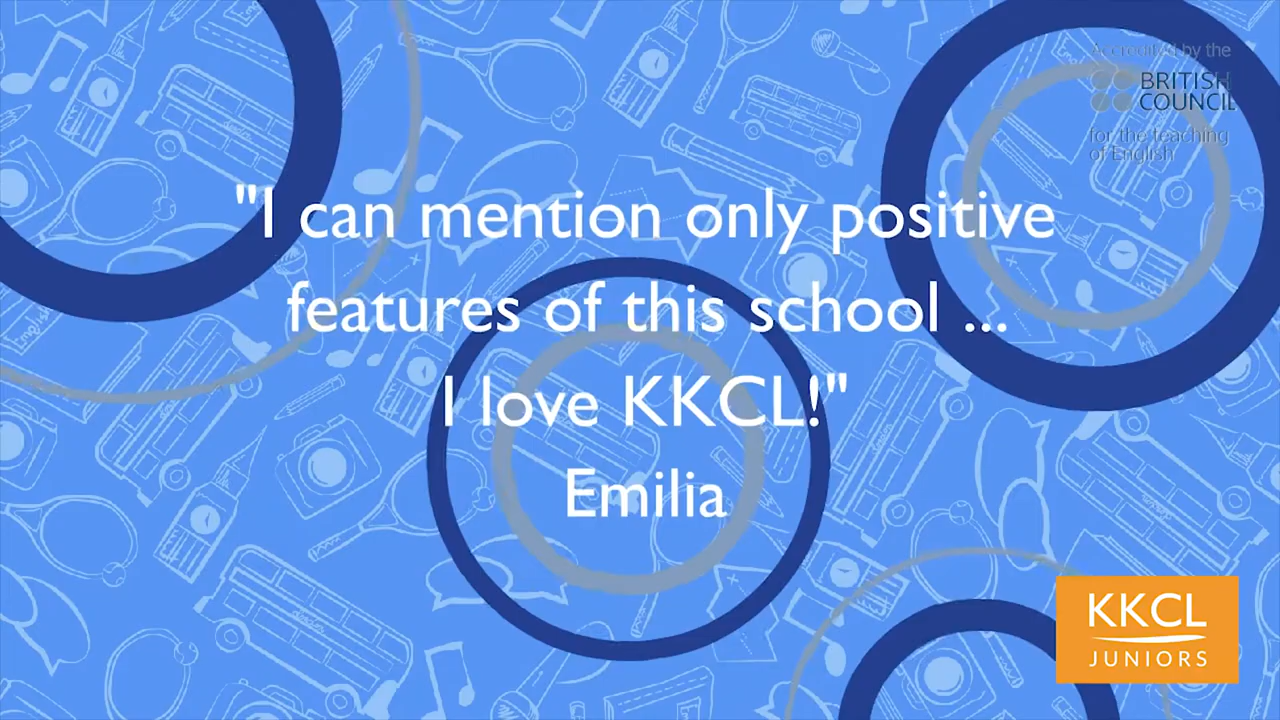 Accredited by the
BRITISH
COUNCIL
for the teaching
of English
"I can mention only positive
features of this school ...
I love KKCL!"
Emilia
KKCL
JUNIORS